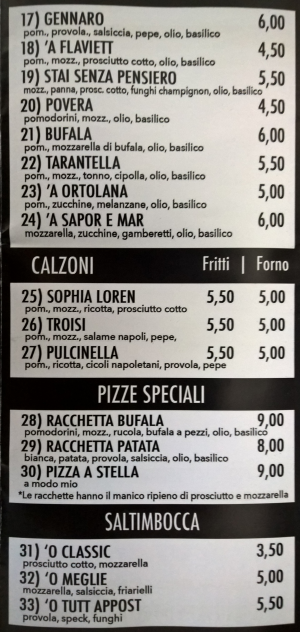 17) GENNARO 6,00
pom., provola., salsiccia, pepe, olio, basilico
18) 'A FLAVIETT 4,50
pom., mozz., prosciutto cotto, olio, basilico
19) STAI SENZA PENSIERO 5,50
mozz., panna, prosc. cotto, funghi champignon, olio, basilico
20) POVERA 4,50
pomodorini, mozz., olio, basilico
21) BUFALA 6,00
pom., mozzarella di bufala, olio, basilico
22) TARANTELLA 5,50
pom., mozz., tonno, cipolla, olio, basilico
23) 'A ORTOLANA 5,00
pom., zucchine, melanzane, olio, basilico
24) 'A SAPOR E MAR 6,00
mozzarella, zucchine, gamberetti, olio, basilico
CALZONI Fritti | Forno
25) SOPHIA LOREN 5,50 5,00
pom., mozz., ricotta, prosciutto cotto
26) TROISI 5,50 5,00
pom., mozz., salame napoli, pepe,
27) PULCINELLA 5,50 5,00
pom., ricotta, cicoli napoletani, provola, pepe
PIZZE SPECIALI
28) RACCHETTA BUFALA 9,00
pomodorini, mozz., rucola, bufala a pezzi, olio, basilico
29) RACCHETTA PATATA 8,00
bianca, patata, provola, salsiccia, olio, basilico
30) PIZZA A STELLA 9,00
a modo mio
*Le racchette hanno il manico ripieno di prosciutto e mozzarella
SALTIMBOCCA
31) 'O CLASSIC 3,50
prosciutto cotto, mozzarella
32) 'O MEGLIE 5,00
mozzarella, salsiccia, friarielli
33) 'O TUTT APPOST 5,50
provola, speck, funghi